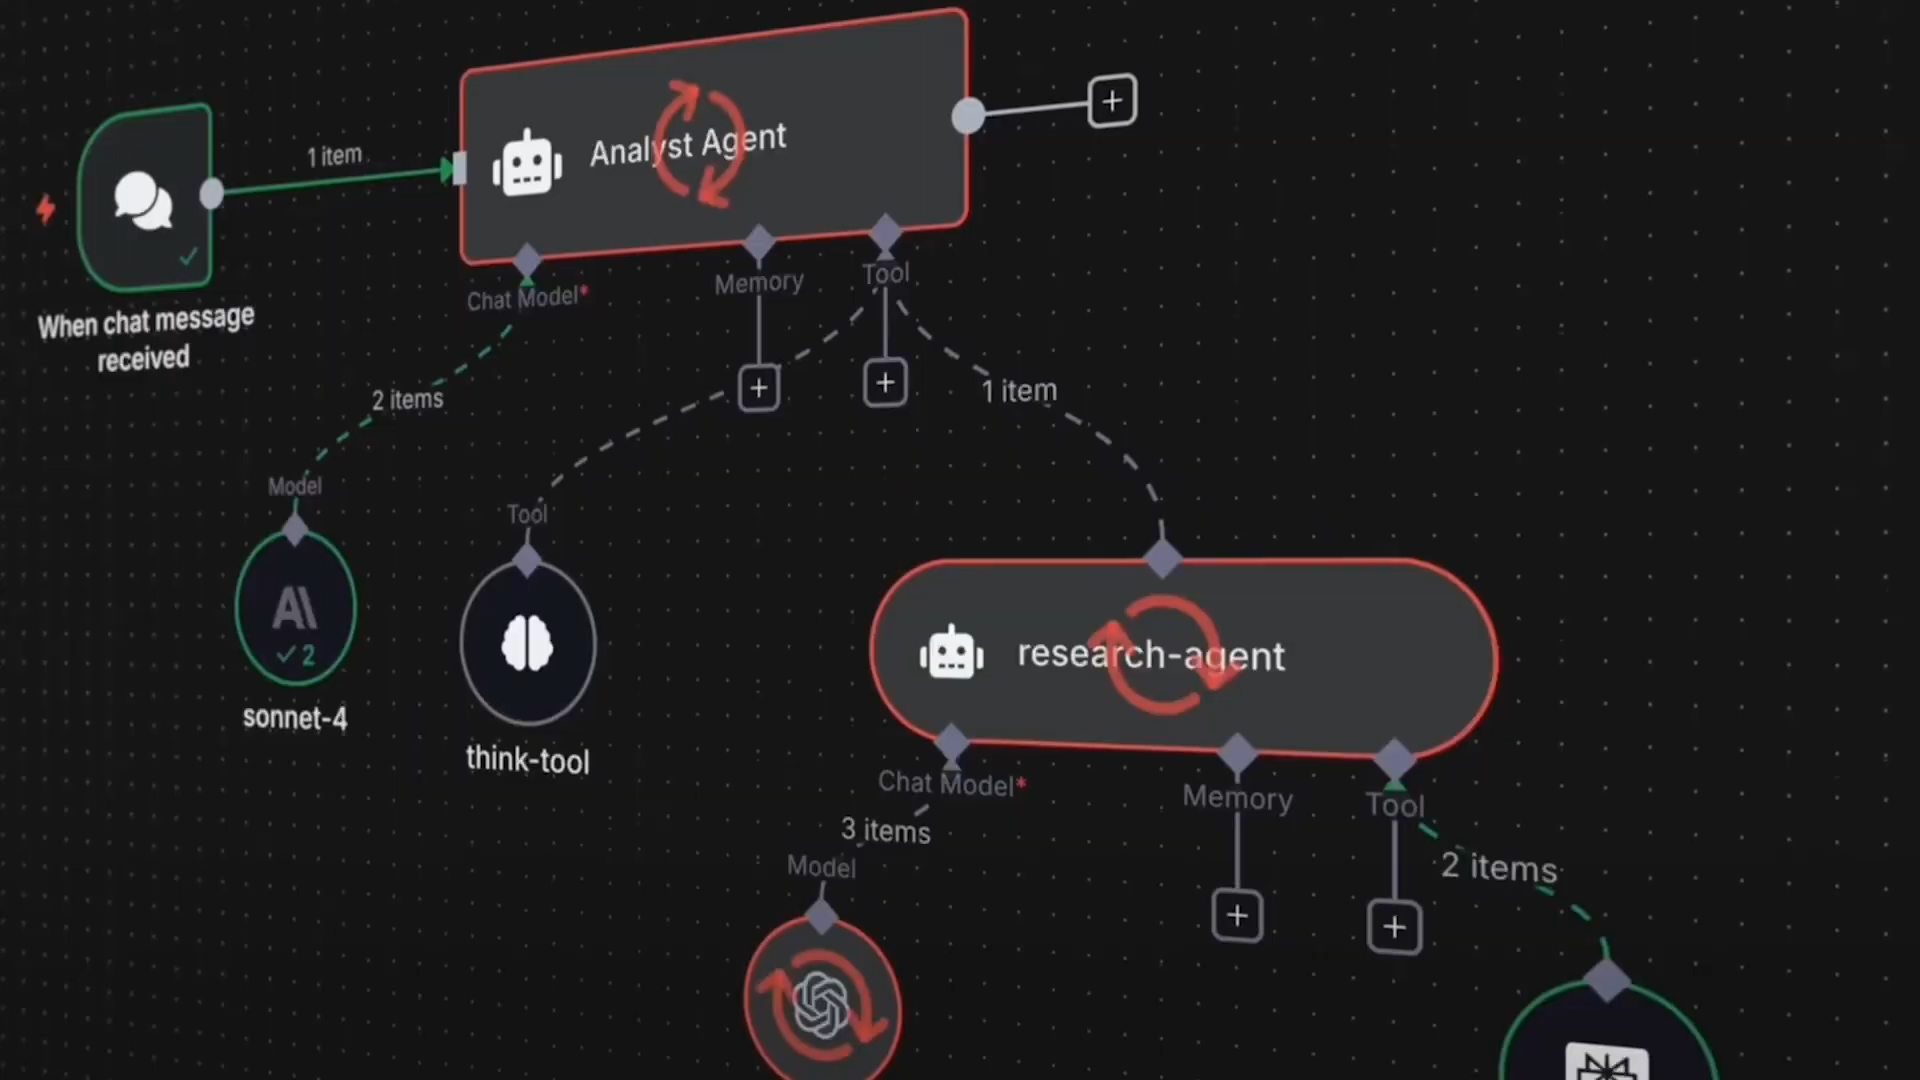 1 item
Analyst Agent
Chat Model*
Memory
Tool
When chat message
received
2 items
1 item
Model
Tool
2
sonnet-4
think-tool
research-agent
Chat Model*
Memory
Tool
3 items
2 items
Model